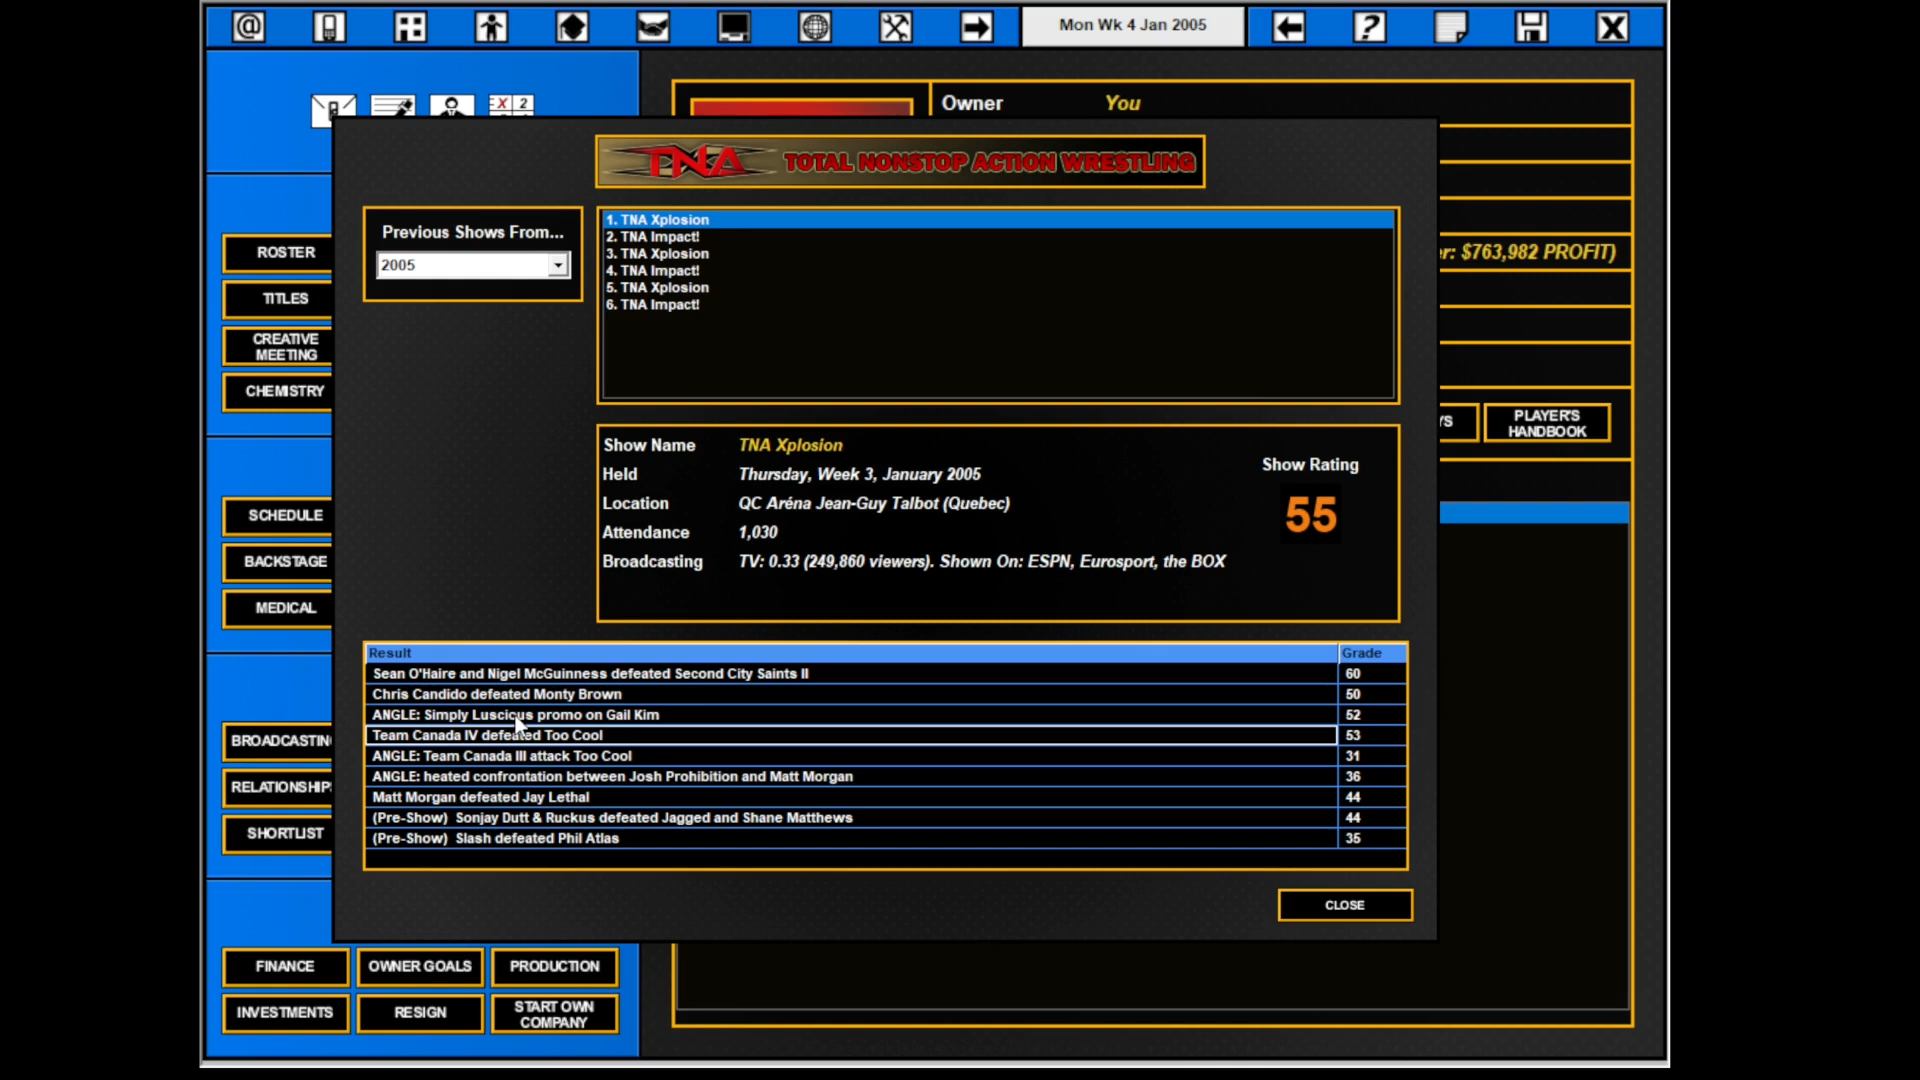 @
Mon Wk 4 Jan 2005
?
X
X 2
Owner You
TNA TOTAL NONSTOP ACTION WRESTLING
Previous Shows From...
2005
1. TNA Xplosion
2. TNA Impact!
3. TNA Xplosion
4. TNA Impact!
5. TNA Xplosion
6. TNA Impact!
r: $763,982 PROFIT)
ROSTER
TITLES
CREATIVE
MEETING
CHEMISTRY
YS
PLAYER'S
HANDBOOK
Show Name TNA Xplosion
Held Thursday, Week 3, January 2005
Location QC Aréna Jean-Guy Talbot (Quebec)
Attendance 1,030
Broadcasting TV: 0.33 (249,860 viewers). Shown On: ESPN, Eurosport, the BOX
Show Rating
55
SCHEDULE
BACKSTAGE
MEDICAL
Result Grade
Sean O'Haire and Nigel McGuinness defeated Second City Saints II 60
Chris Candido defeated Monty Brown 50
ANGLE: Simply Luscious promo on Gail Kim 52
Team Canada IV defeated Too Cool 53
ANGLE: Team Canada III attack Too Cool 31
ANGLE: heated confrontation between Josh Prohibition and Matt Morgan 36
Matt Morgan defeated Jay Lethal 44
(Pre-Show) Sonjay Dutt & Ruckus defeated Jagged and Shane Matthews 44
(Pre-Show) Slash defeated Phil Atlas 35
BROADCASTIN
RELATIONSHIP
SHORTLIST
CLOSE
FINANCE
OWNER GOALS
PRODUCTION
INVESTMENTS
RESIGN
START OWN
COMPANY